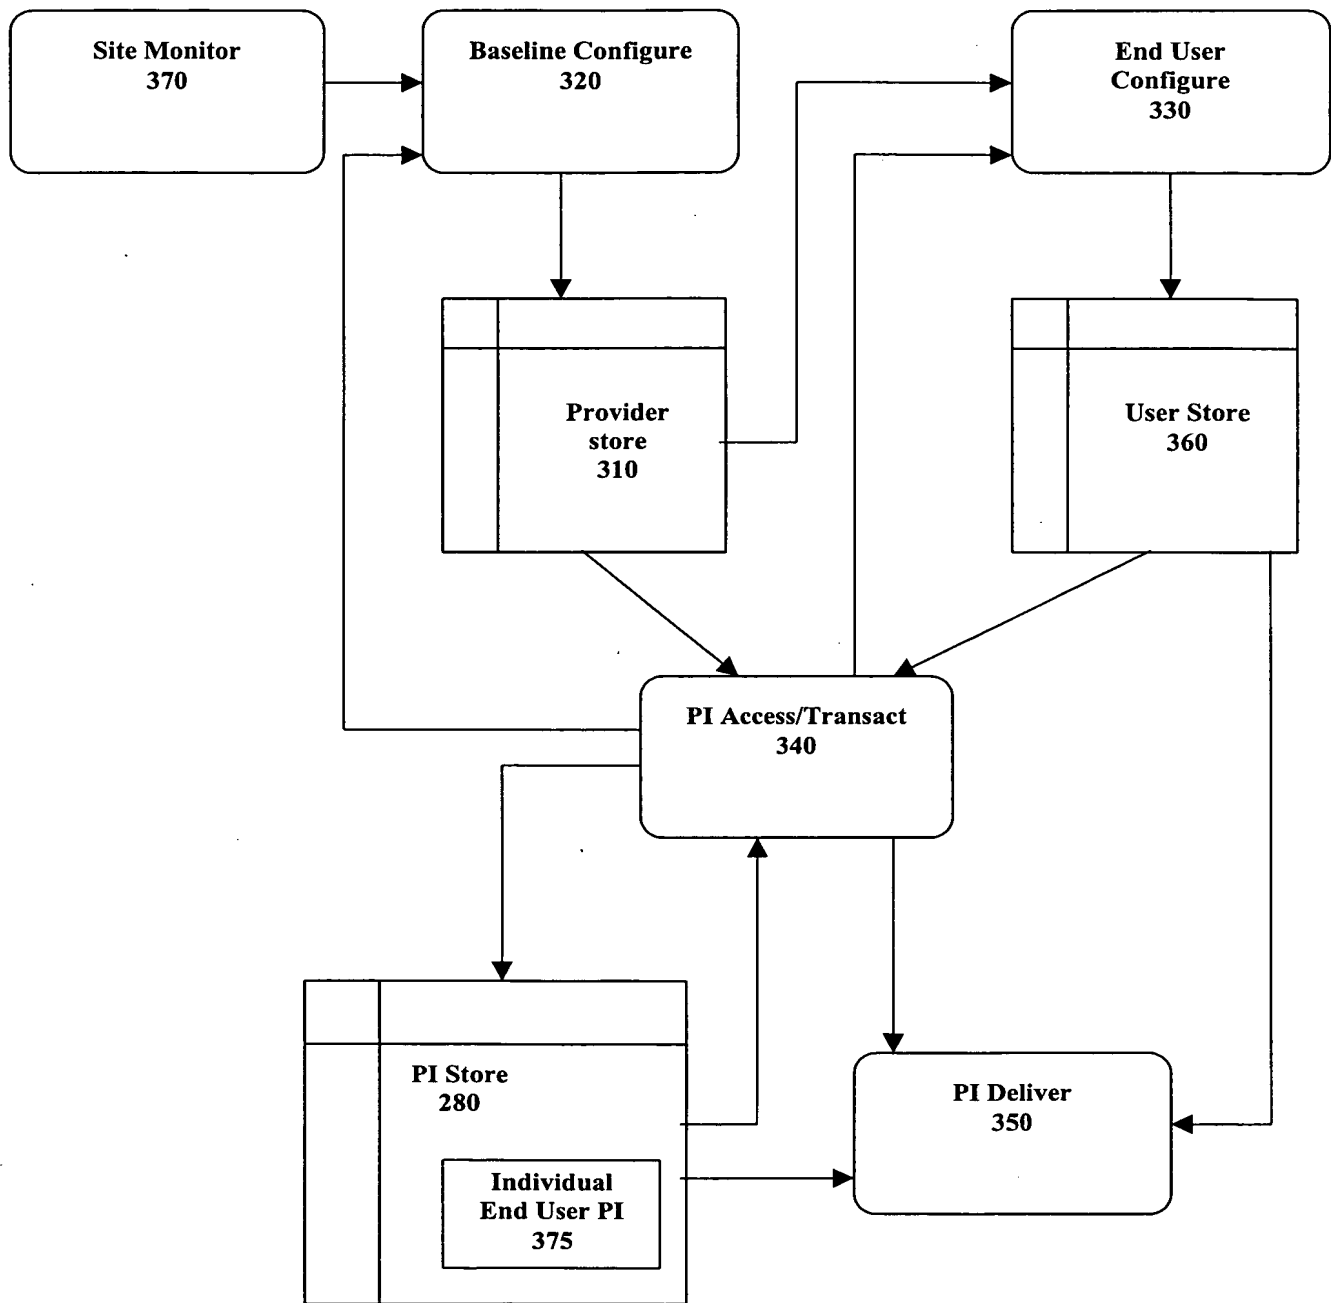 Site Monitor
370
Baseline Configure
320
End User
Configure
330
Provider
store
310
User Store
360
PI Access/Transact
340
PI Store
280
Individual
End User PI
375
PI Deliver
350